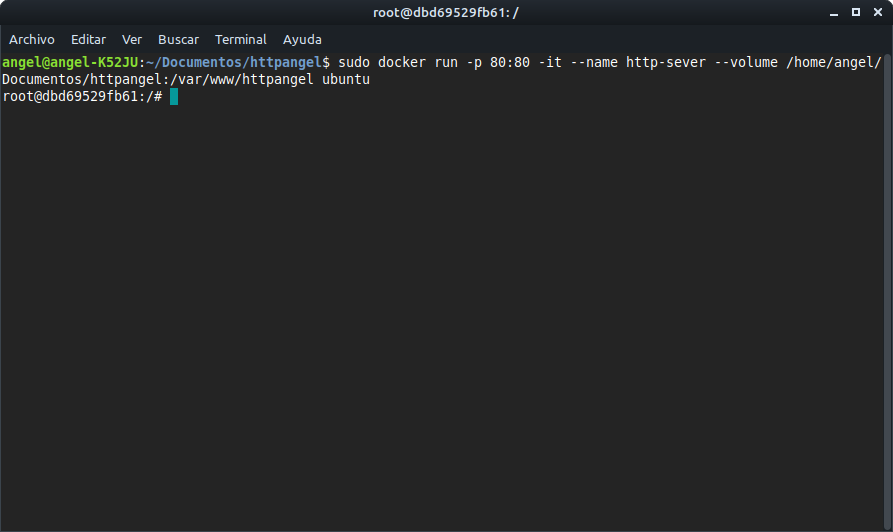 root@dbd69529fb61: /
Archivo Editar Ver Buscar Terminal Ayuda
angel@angel-K52JU:~/Documentos/httpangel$ sudo docker run -p 80:80 -it --name http-sever --volume /home/angel/
Documentos/httpangel:/var/www/httpangel ubuntu
root@dbd69529fb61:/#